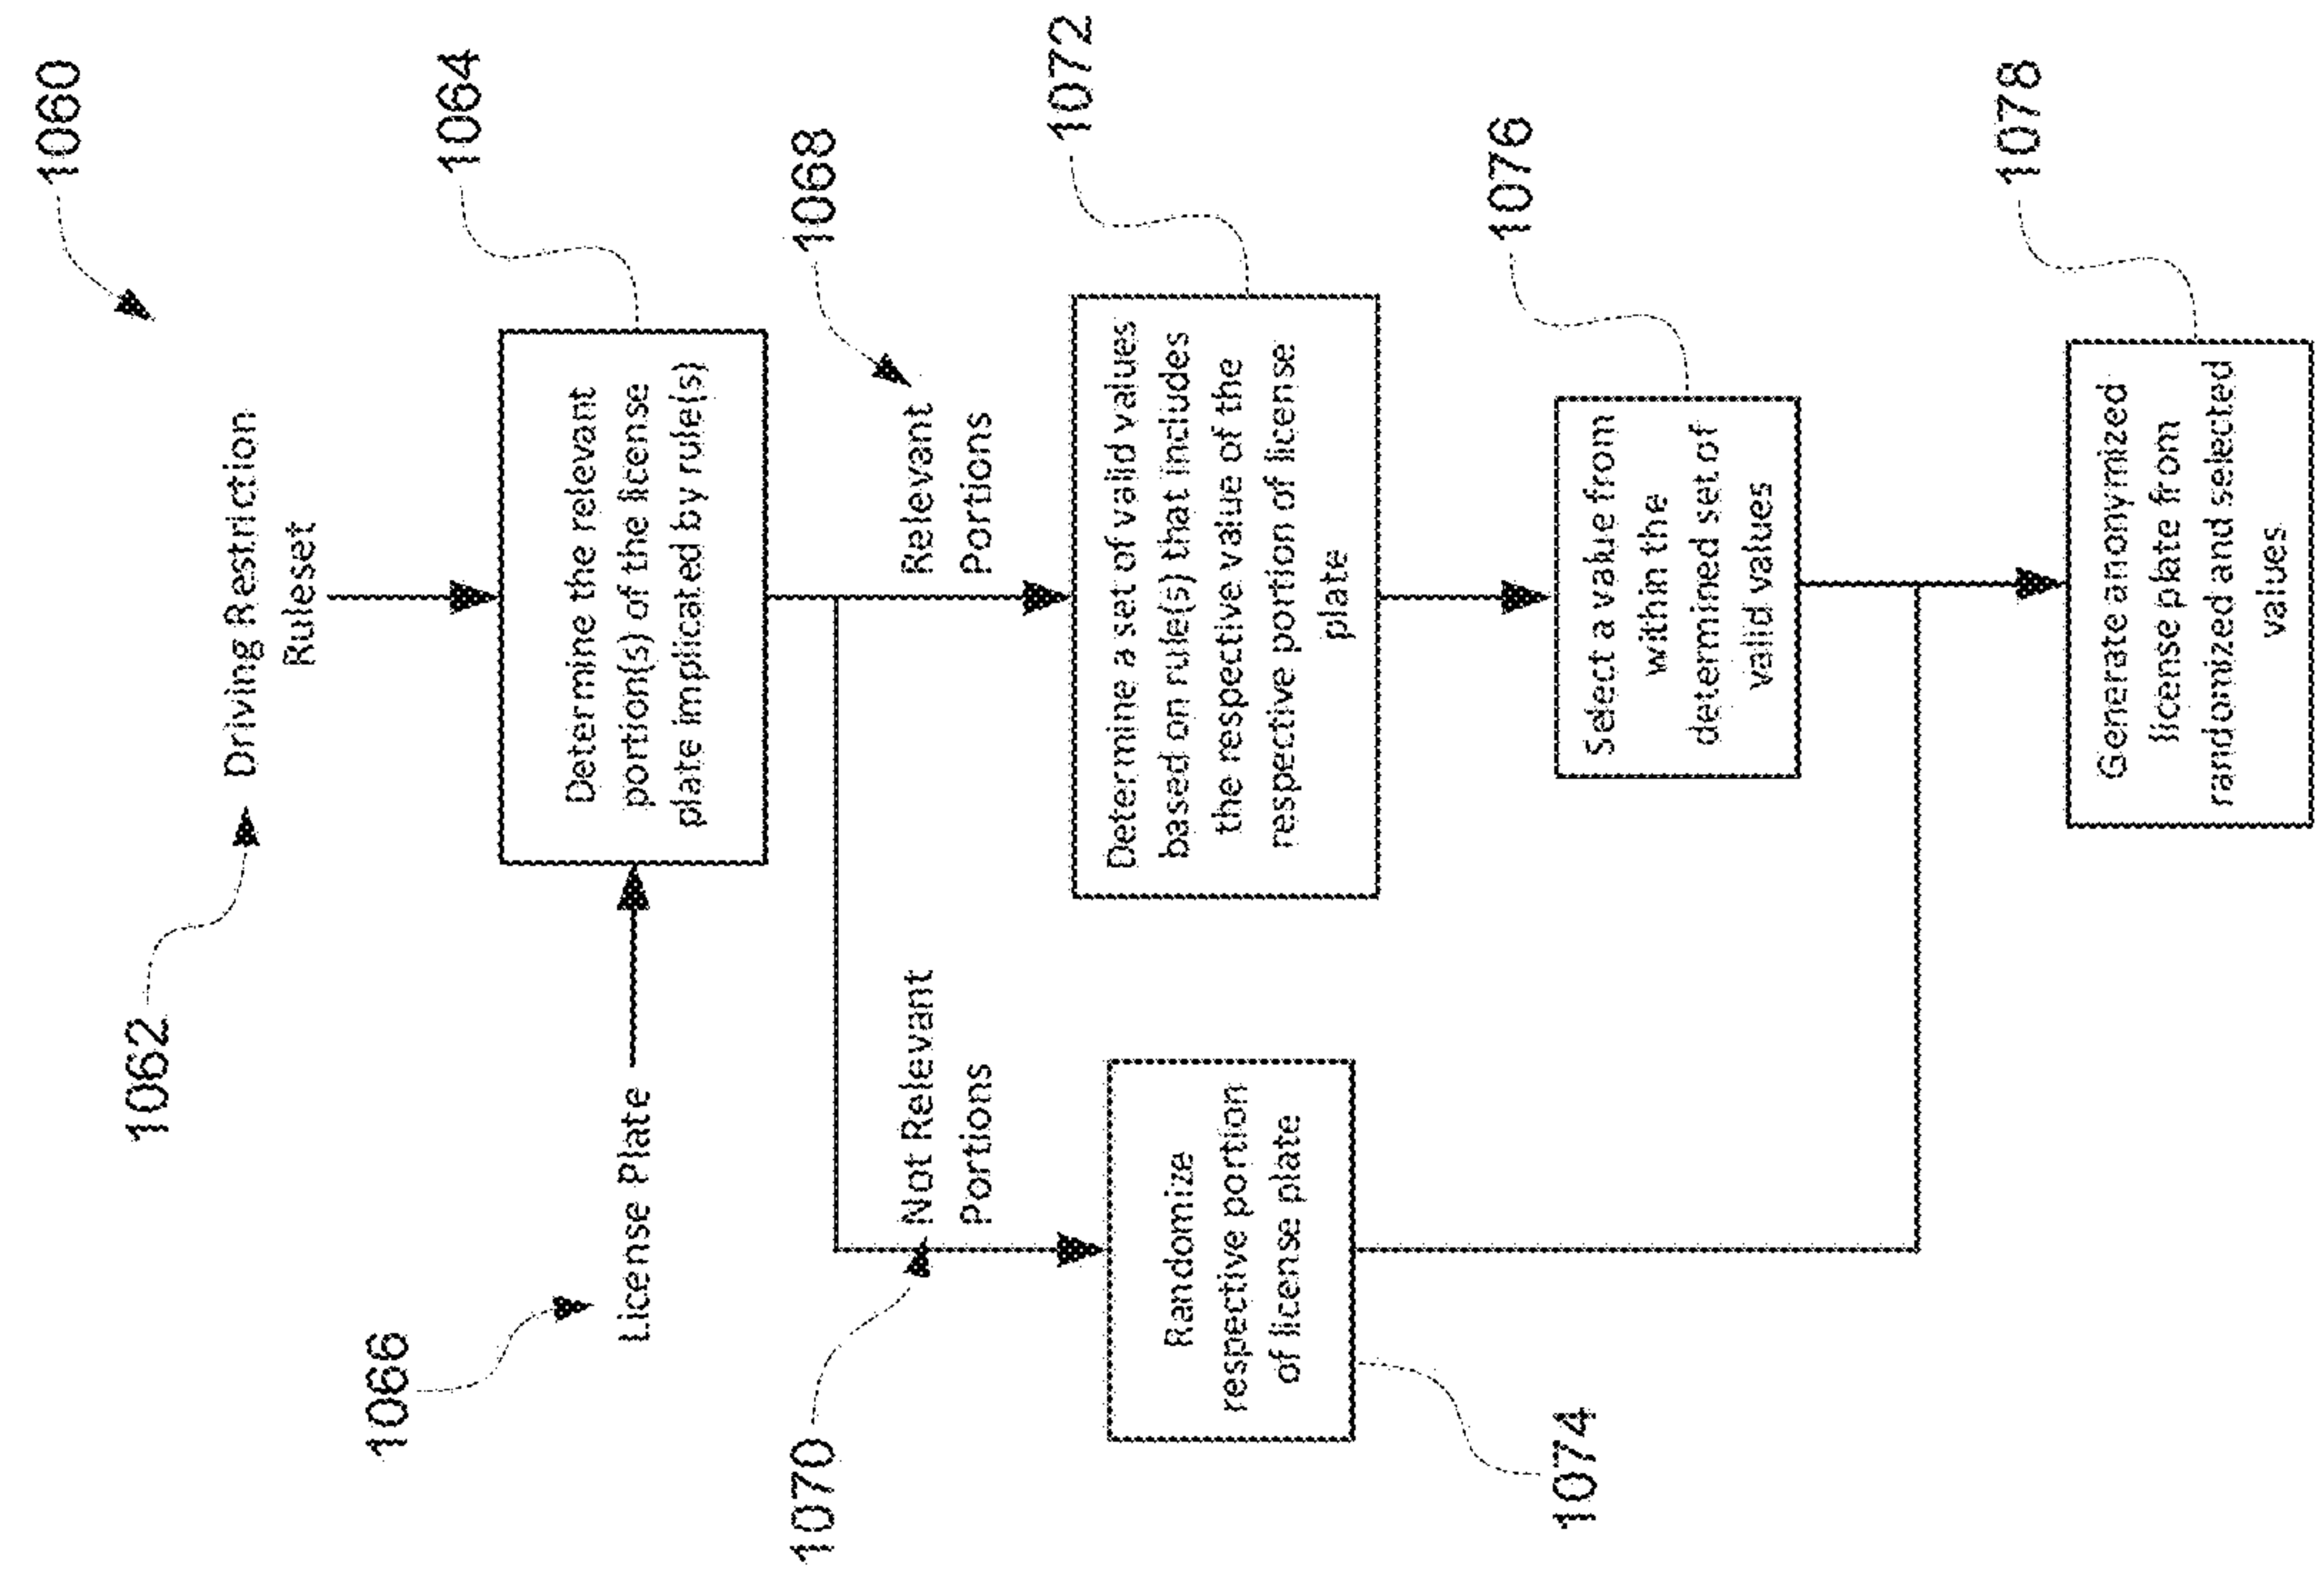 1060
1062
Driving Restriction
Ruleset
1064
1066
License Plate
Determine the relevant
portion(s) of the license
plate implicated by rule(s)
1068
1070
Not Relevant
Portions
Relevant
Portions
1072
Randomize
respective portion
of license plate
Determine a set of valid values
based on rule(s) that includes
the respective value of the
respective portion of license
plate
1074
1076
Select a value from
within the
determined set of
valid values
1078
Generate anonymized
license plate from
randomized and selected
values